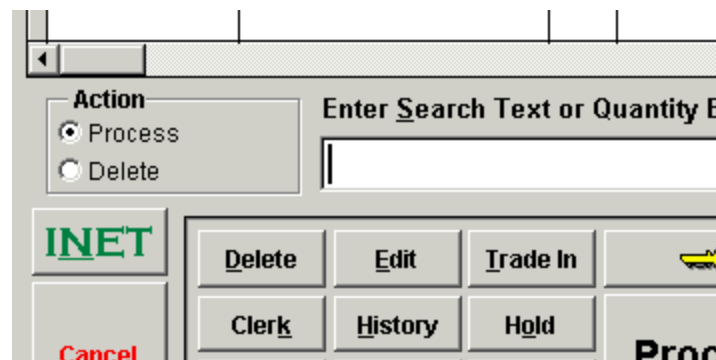 Action
Process
Delete
Enter Search Text or Quantity
INET
Delete
Edit
Trade In
Clerk
History
Hold
Cancel